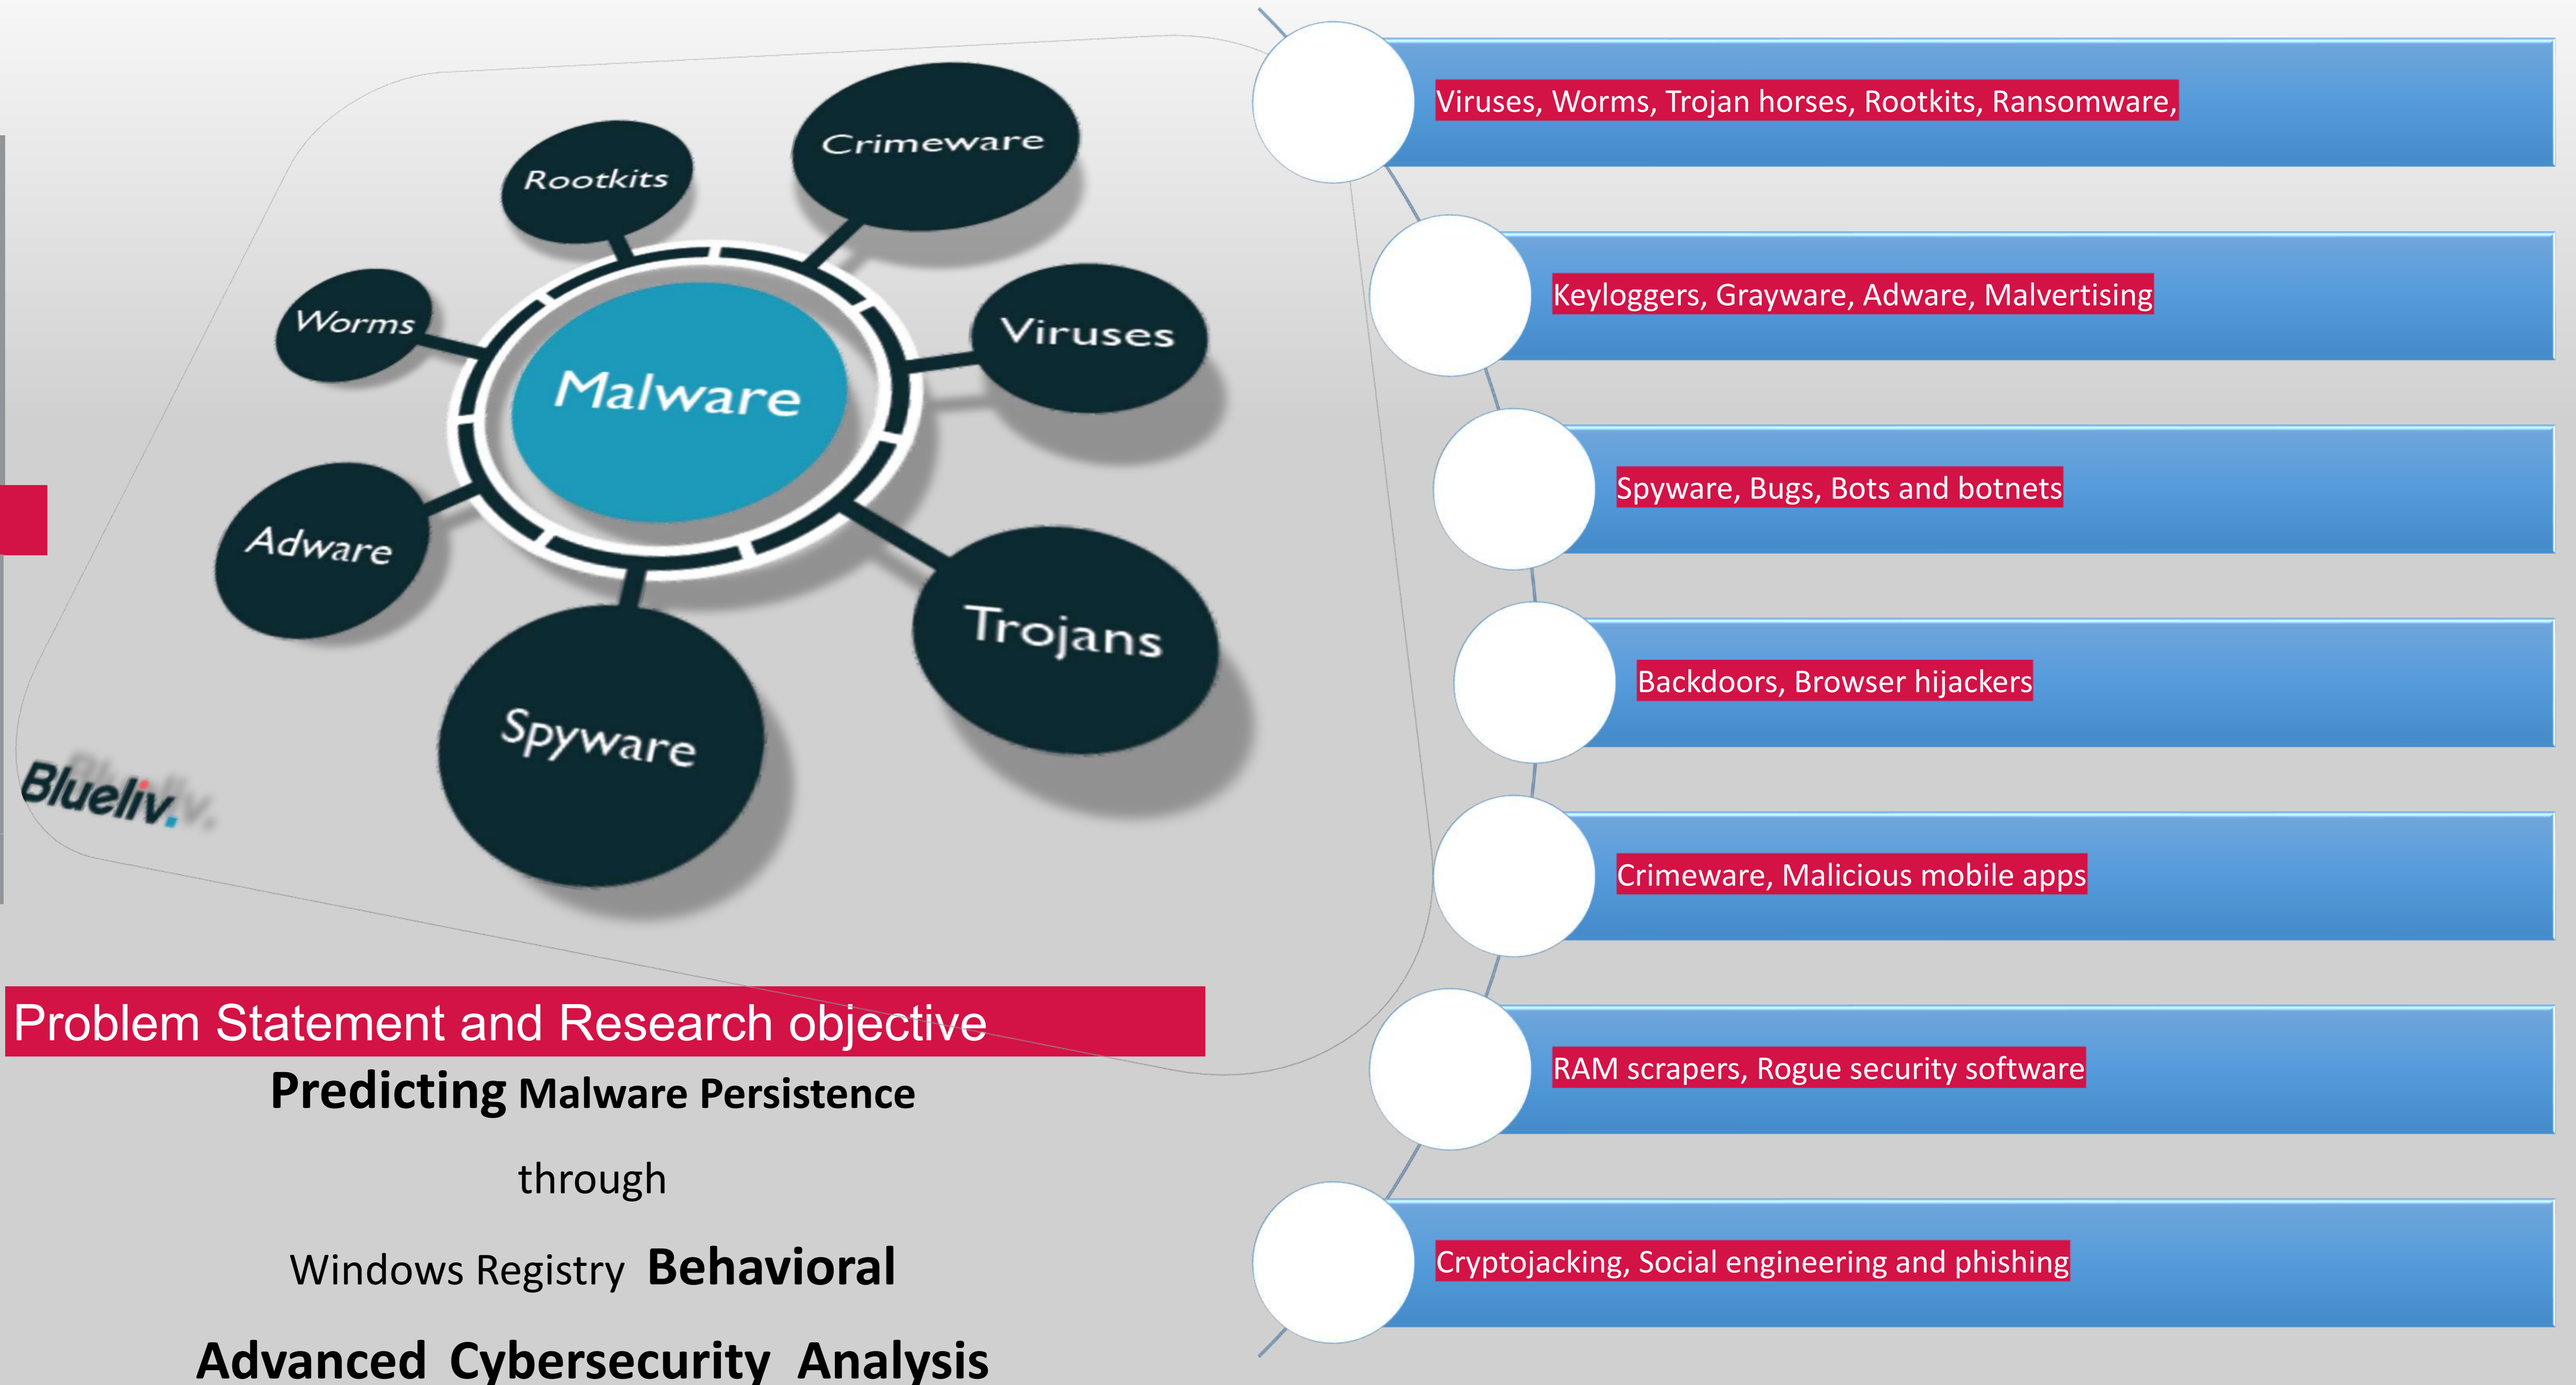 Crimeware
Rootkits
Viruses
Worms
Malware
Adware
Trojans
Spyware
Blueliv.
Problem Statement and Research objective
Predicting Malware Persistence
through
Windows Registry Behavioral
Advanced Cybersecurity Analysis
Viruses, Worms, Trojan horses, Rootkits, Ransomware,
Keyloggers, Grayware, Adware, Malvertising
Spyware, Bugs, Bots and botnets
Backdoors, Browser hijackers
Crimeware, Malicious mobile apps
RAM scrapers, Rogue security software
Cryptojacking, Social engineering and phishing